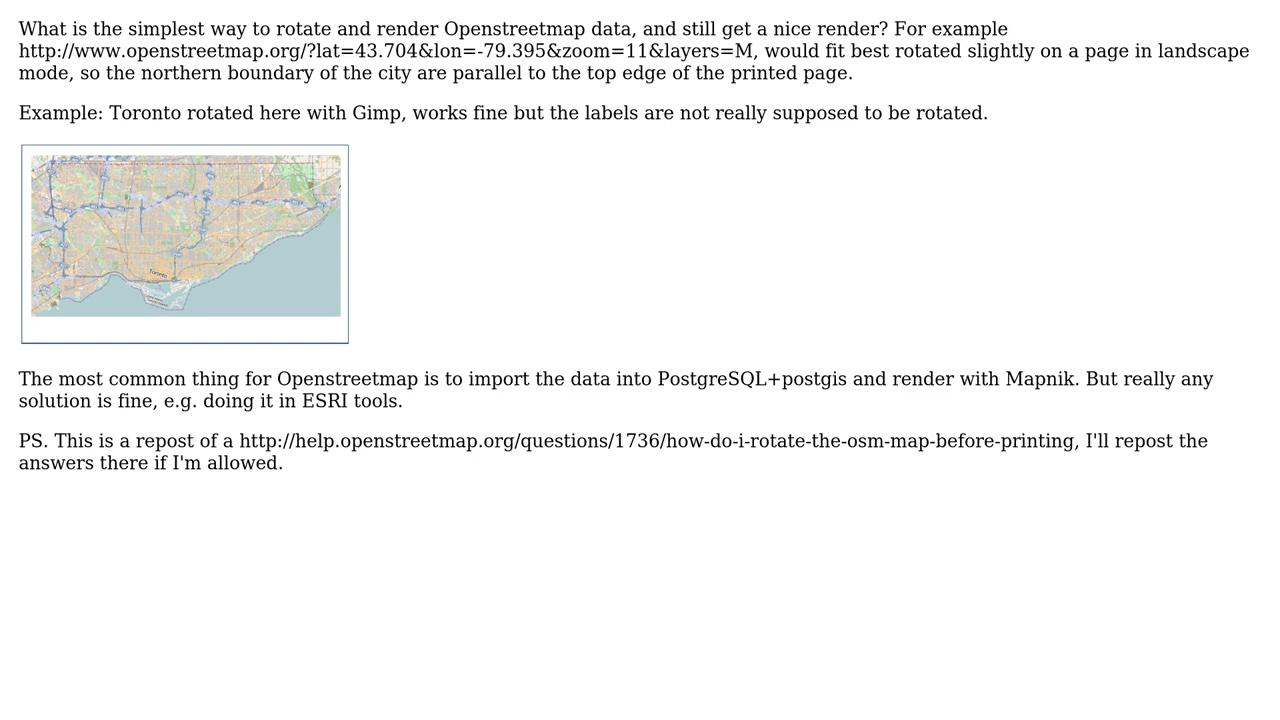 What is the simplest way to rotate and render Openstreetmap data, and still get a nice render? For example
http://www.openstreetmap.org/?lat=43.704&lon=-79.395&zoom=11&layers=M, would fit best rotated slightly on a page in landscape
mode, so the northern boundary of the city are parallel to the top edge of the printed page.
Example: Toronto rotated here with Gimp, works fine but the labels are not really supposed to be rotated.
Toronto
The most common thing for Openstreetmap is to import the data into PostgreSQL+postgis and render with Mapnik. But really any
solution is fine, e.g. doing it in ESRI tools.
PS. This is a repost of a http://help.openstreetmap.org/questions/1736/how-do-i-rotate-the-osm-map-before-printing, I'll repost the
answers there if I'm allowed.